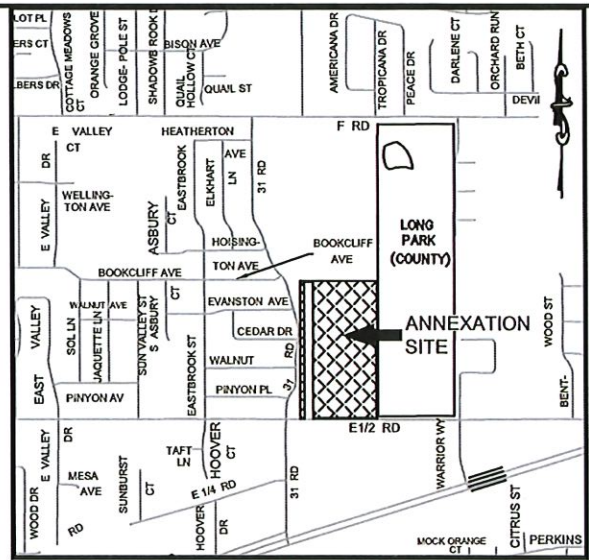 LOT PL
ERS CT
LBERS DR
COTTAGE MEADOWS CT
ORANGE GROVE
LODGE- POLE ST
SHADOWB ROOK D
BISON AVE
QUAIL HOLLOW CT
QUAIL ST
AMERICANA DR
TROPICANA DR
PEACE DR
DARLENE CT
ORCHARD RUN
BETH CT
DEVI
F RD
E VALLEY CT
HEATHERTON
AVE
E VALLEY DR
WELLING-
TON AVE
ASBURY CT
EASTBROOK
ELKHART LN
31 RD
HOISING-
TON AVE
BOOKCLIFF
AVE
BOOKCLIFF AVE
LONG
PARK
(COUNTY)
EVANSTON AVE
CEDAR DR
ANNEXATION
SITE
WALNUT AVE
SOL LN
JAQUETTE LN
SUN VALLEY ST
S ASBURY CT
EASTBROOK ST
WALNUT
PINYON PL
PINYON AV
31 RD
EAST VALLEY DR
WOOD ST
BENT-
E1/2 RD
E VALLEY
TAFT
LN
HOOVER CT
MESA
AVE
SUNBURST CT
E 1/4 RD
31 RD
WARRIOR WY
WOOD DR
RD
HOOVER DR
MOCK ORANGE
CT
CITRUS ST
PERKINS